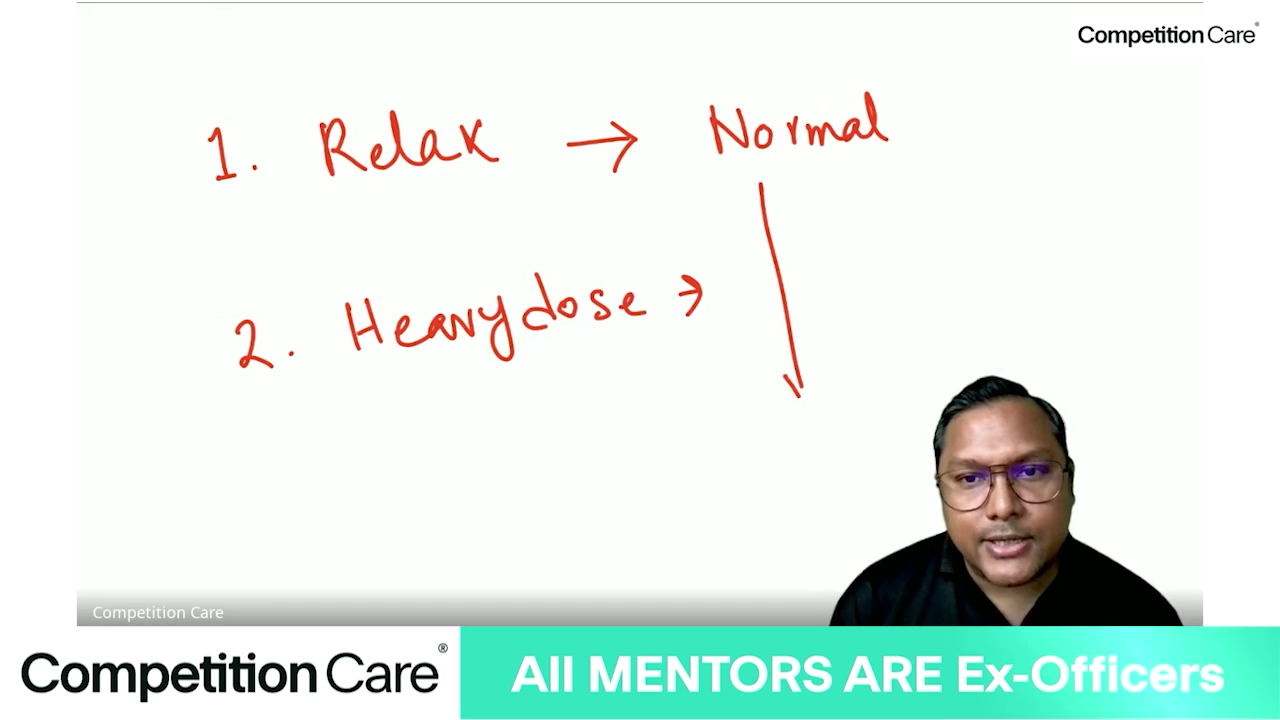 Competition Care®
1. Relax → Normal
2. Heavydose →
Competition Care
Competition Care®
All MENTORS ARE Ex-Officers